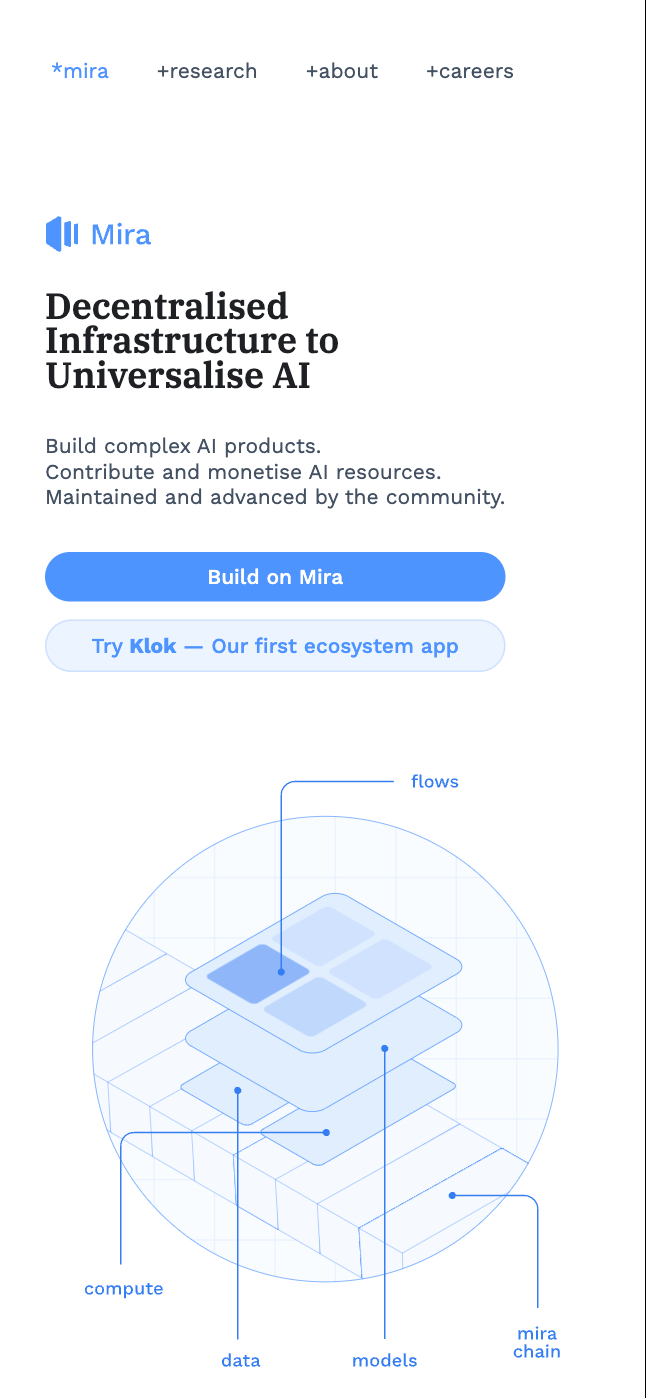 *mira +research +about +careers
Mira
Decentralised
Infrastructure to
Universalise AI
Build complex AI products.
Contribute and monetise AI resources.
Maintained and advanced by the community.
Build on Mira
Try Klok — Our first ecosystem app
flows
compute
data
models
mira
chain